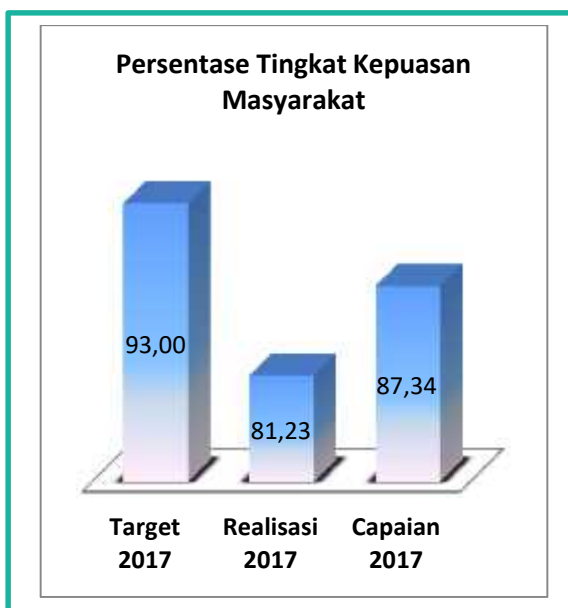 Persentase Tingkat Kepuasan
Masyarakat
93,00
81,23
87,34
Target
2017
Realisasi
2017
Capaian
2017